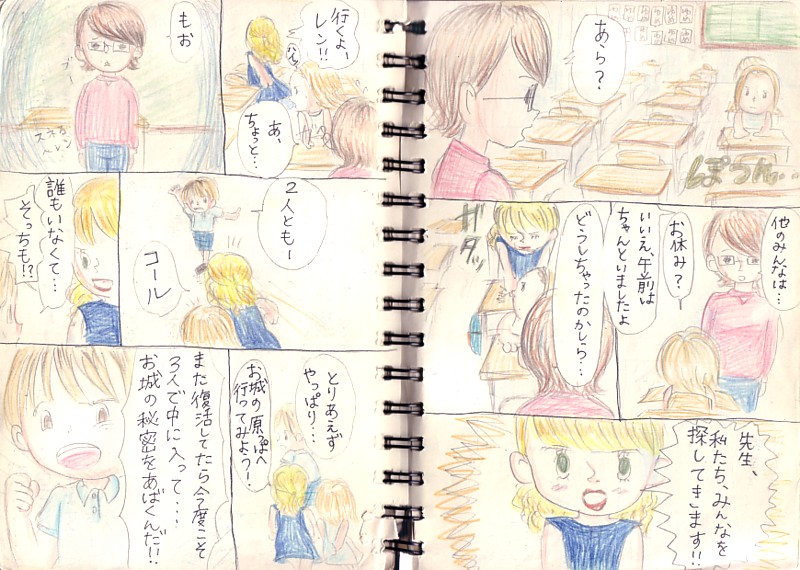 あら?
ぽつん…
他のみんなは…
お休み?
いいえ、午前は
ちゃんといましたよ
どうしちゃったのかしら…
ガタッ
先生、
私たち、みんなを
探してきます!!
行くよ、
レン!!
あ、
ちょっと…
もお
2人ともー
コール
誰もいなくて…
そっちも!?
とりあえず
やっぱり…
お城の原っぱへ
行ってみよう!
また復活してたら今度こそ
3人で中に入って…
お城の秘密をあばくんだ!!